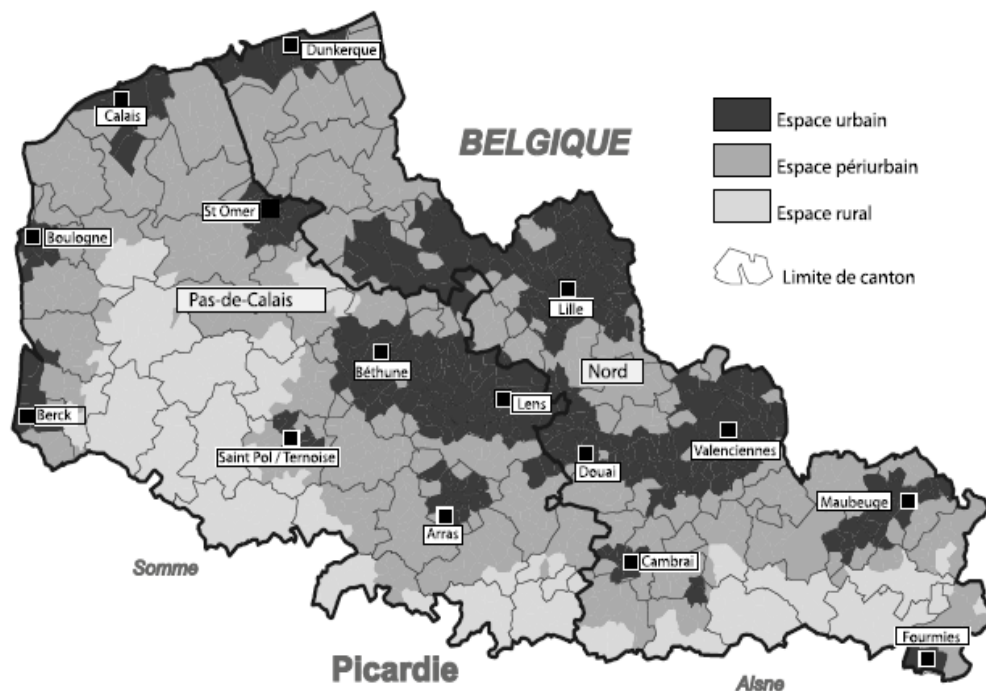 Dunkerque
Calais
BELGIQUE
Espace urbain
Espace périurbain
Espace rural
Limite de canton
St Omer
Boulogne
Pas-de-Calais
Lille
Béthune
Nord
Lens
Berck
Saint Pol / Ternoise
Douai
Valenciennes
Maubeuge
Arras
Cambrai
Somme
Fourmies
Picardie
Aisne